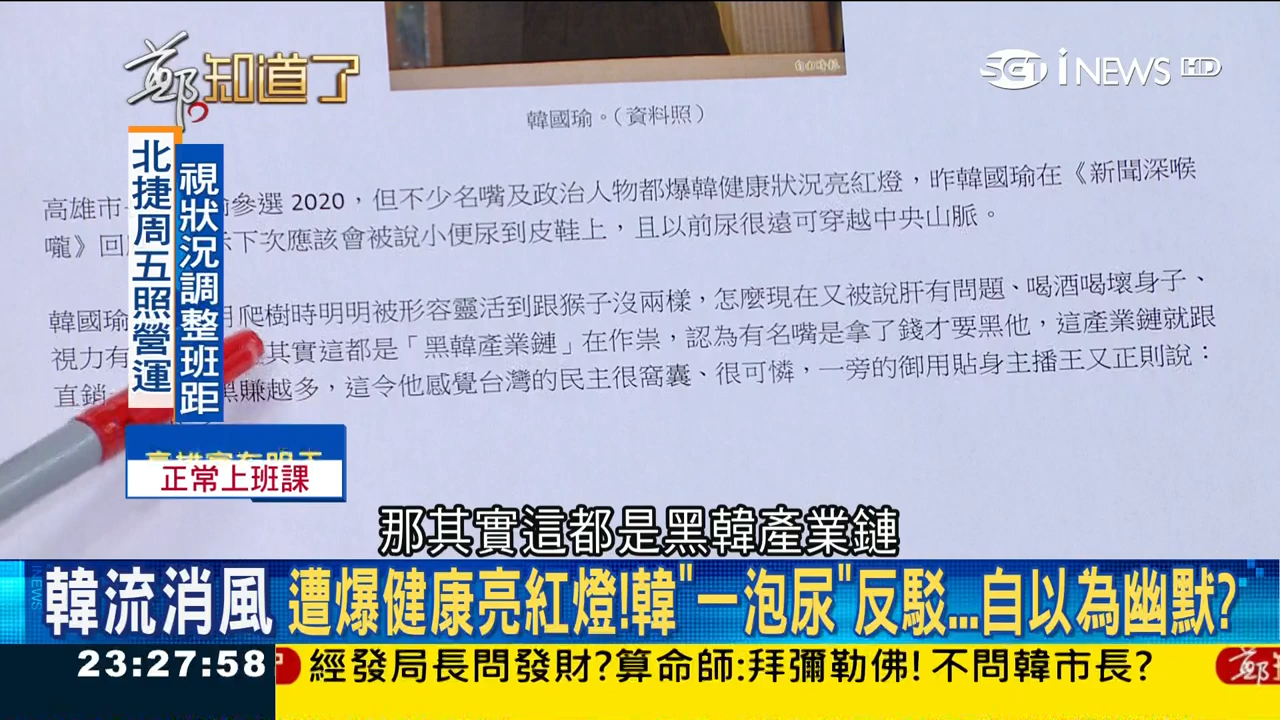 鄭知道了
SET iNEWS HD
自由時報
韓國瑜。(資料照)
北捷周五照營運
視狀況調整班距
高雄市 參選 2020，但不少名嘴及政治人物都爆韓健康狀況亮紅燈，昨韓國瑜在《新聞深喉
嚨》回 下次應該會被說小便尿到皮鞋上，且以前尿很遠可穿越中央山脈。
韓國瑜 月爬樹時明明被形容靈活到跟猴子沒兩樣，怎麼現在又被說肝有問題、喝酒喝壞身子、
視力有 其實這都是「黑韓產業鏈」在作祟，認為有名嘴是拿了錢才要黑他，這產業鏈就跟
直銷 黑賺越多，這令他感覺台灣的民主很窩囊、很可憐，一旁的御用貼身主播王又正則說：
正常上班課
那其實這都是黑韓產業鏈
iNEWS
韓流消風 遭爆健康亮紅燈!韓"一泡尿"反駁...自以為幽默?
23:27:58 經發局長問發財?算命師:拜彌勒佛! 不問韓市長? 鄭